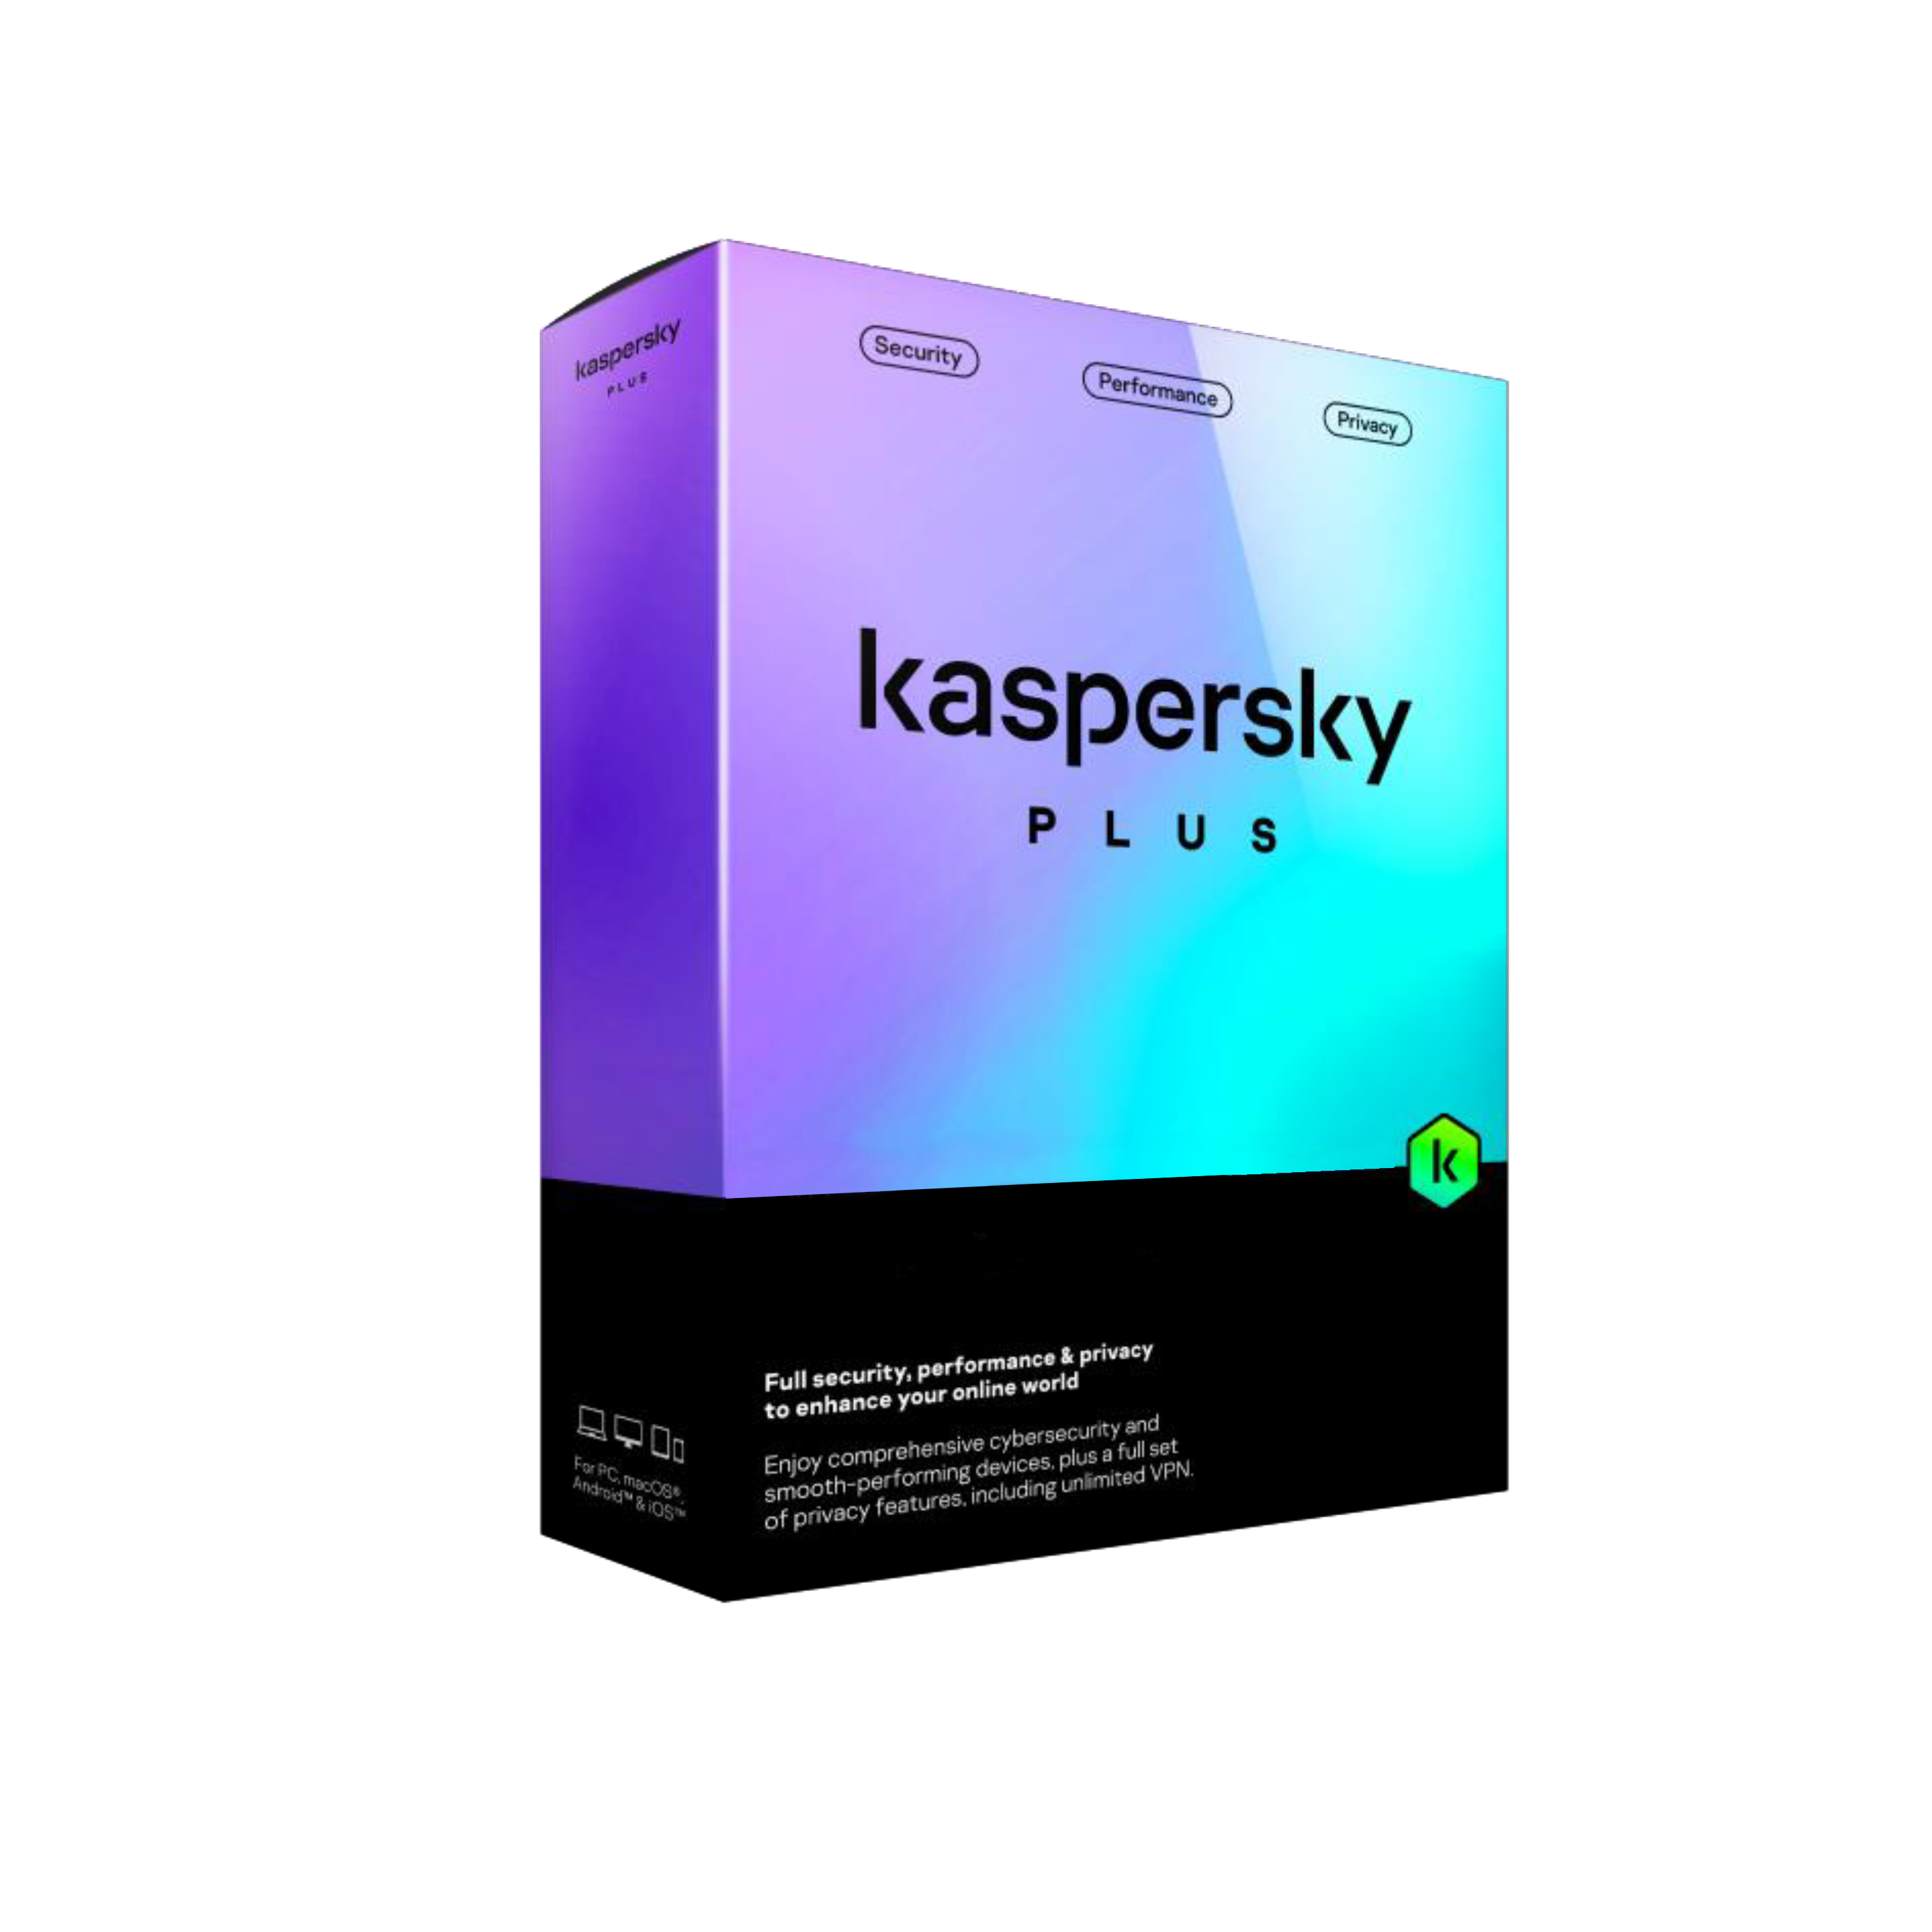 kaspersky
PLUS
Security
Performance
Privacy
kaspersky
PLUS
k
Full security, performance & privacy
to enhance your online world
Enjoy comprehensive cybersecurity and
smooth-performing devices, plus a full set
of privacy features, including unlimited VPN.
For PC, macOS®,
Android™ & iOS™